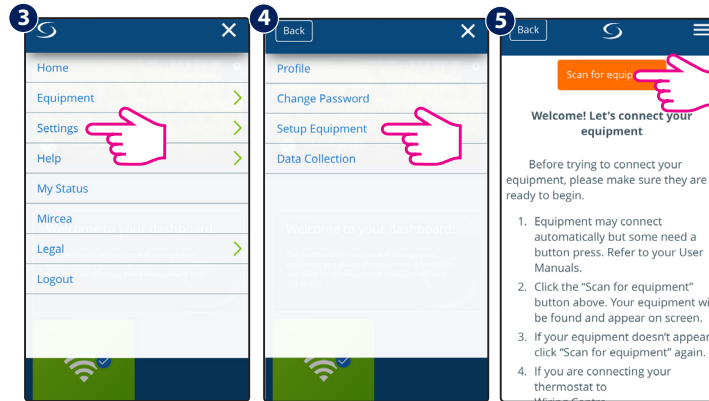 3
Home
Equipment
Settings
Help
My Status
Mircea
Welcome to your dashboard!
Legal
Logout
4
Back
Profile
Change Password
Setup Equipment
Data Collection
Welcome to your dashboard!
5
Back
Scan for equip
Welcome! Let's connect your
equipment
Before trying to connect your
equipment, please make sure they are
ready to begin.
1. Equipment may connect
automatically but some need a
button press. Refer to your User
Manuals.
2. Click the “Scan for equipment”
button above. Your equipment wi
be found and appear on screen.
3. If your equipment doesn’t appear
click “Scan for equipment” again.
4. If you are connecting your
thermostat to